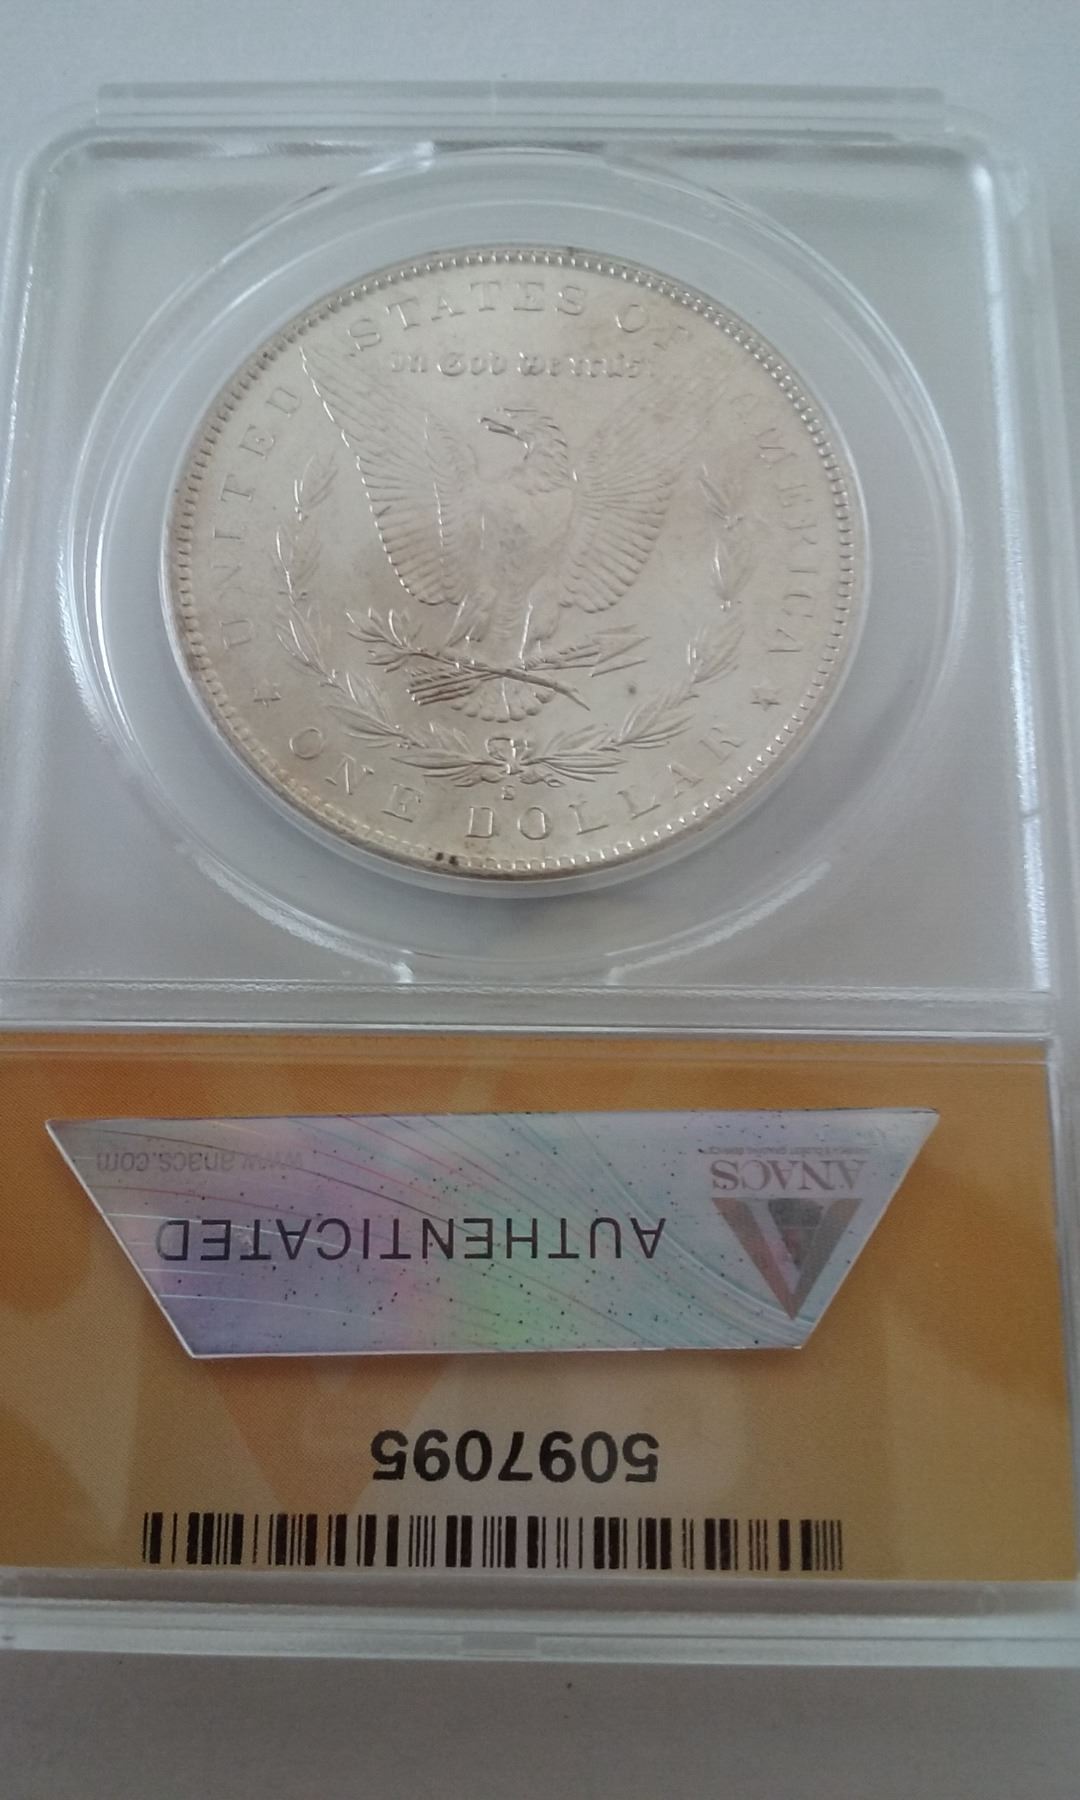 UNITED STATES OF AMERICA
In God We Trust
S
★ ONE DOLLAR ★
ANACS
www.anacs.com
AUTHENTICATED
5097095